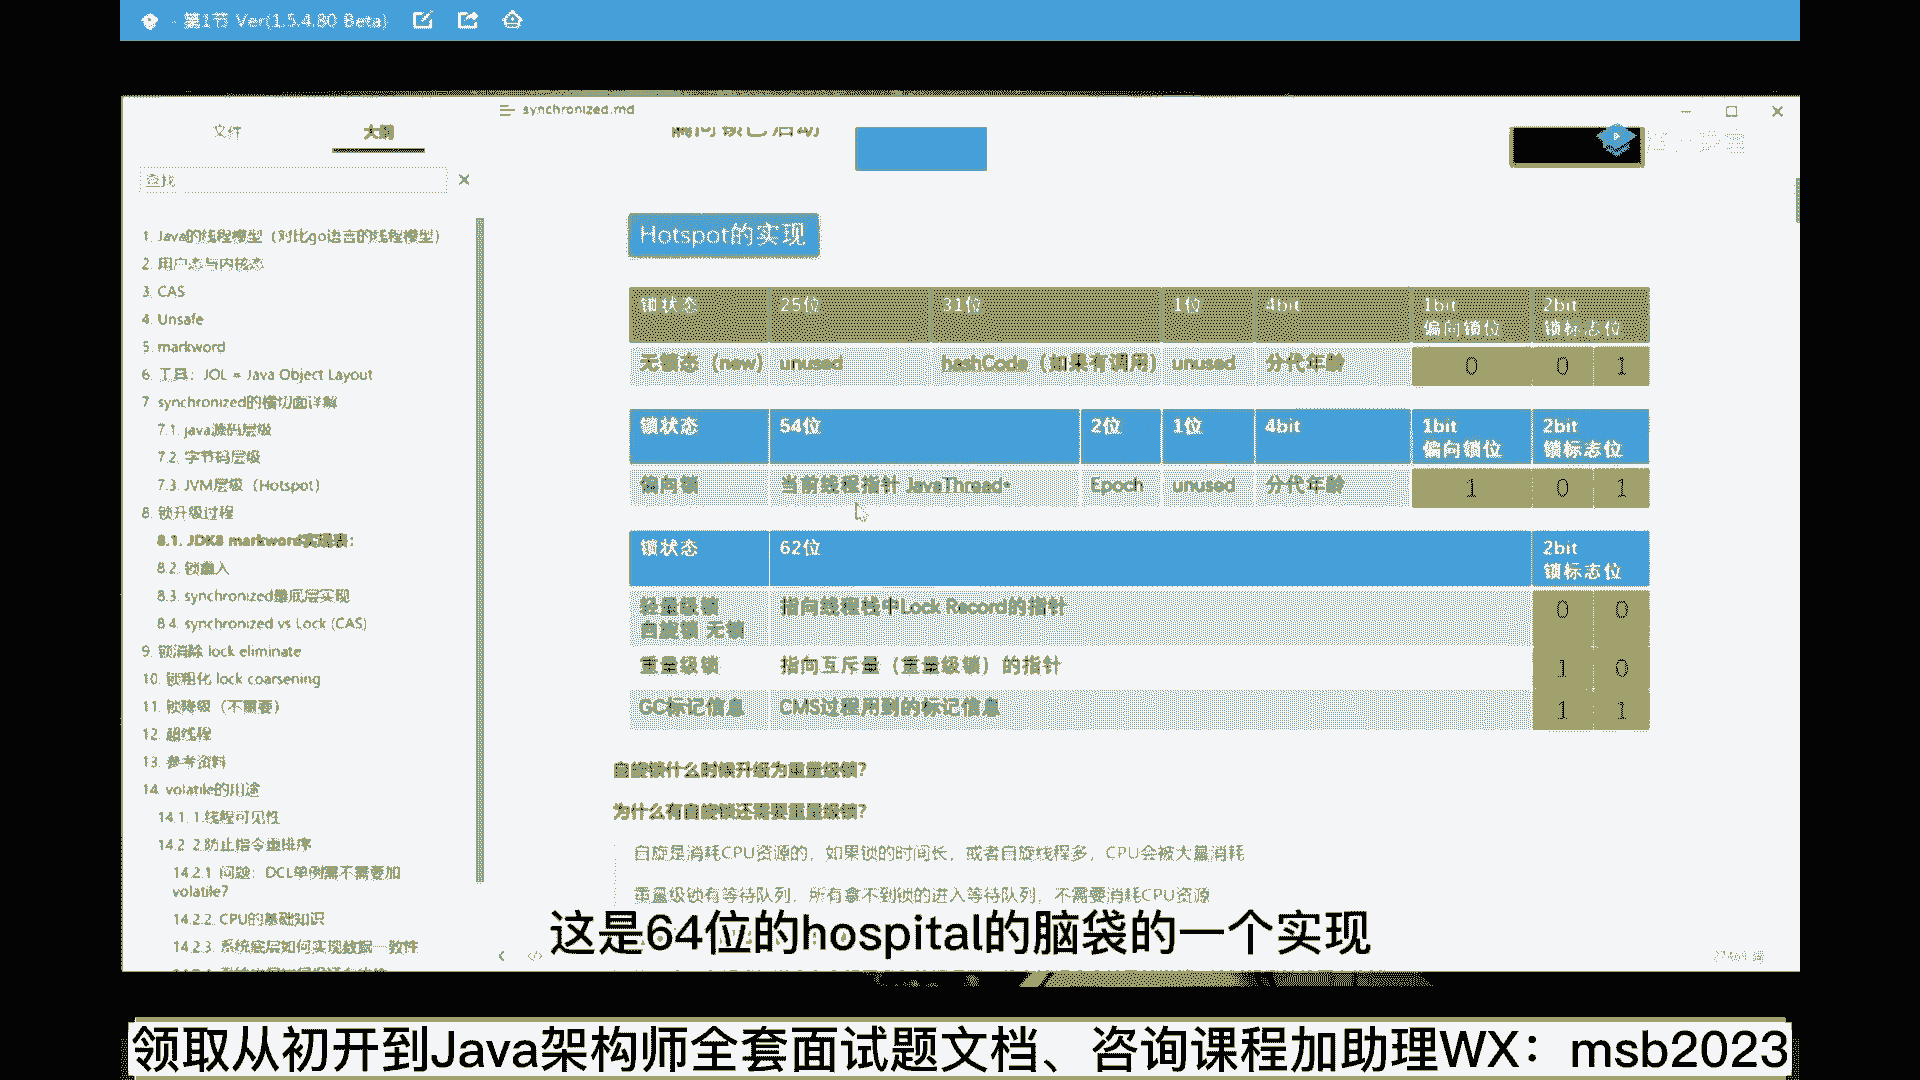 - 第1节 Ver(1.5.4.80 Beta)
synchronized.md
文件
大纲
查找
1. Java的线程模型（对比go语言的线程模型）
2. 用户态与内核态
3. CAS
4. Unsafe
5. markword
6. 工具：JOL = Java Object Layout
7. synchronized的横切面详解
7.1. java源码层级
7.2. 字节码层级
7.3. JVM层级（Hotspot）
8. 锁升级过程
8.1. JDK8 markword实现表：
8.2. 锁重入
8.3. synchronized最底层实现
8.4. synchronized vs Lock (CAS)
9. 锁消除 lock eliminate
10. 锁粗化 lock coarsening
11. 锁降级（不重要）
12. 超线程
13. 参考资料
14. volatile的用途
14.1. 1.线程可见性
14.2. 2.防止指令重排序
14.2.1. 问题：DCL单例需不需要加
volatile?
14.2.2. CPU的基础知识
14.2.3. 系统底层如何实现数据一致性
偏向锁已启动
Hotspot的实现
锁状态 25位 31位 1位 4bit 1bit 偏向锁位 2bit 锁标志位
无锁态（new） unused hashCode（如果有调用） unused 分代年龄 0 0 1
锁状态 54位 2位 1位 4bit 1bit 偏向锁位 2bit 锁标志位
偏向锁 当前线程指针 JavaThread* Epoch unused 分代年龄 1 0 1
锁状态 62位 2bit 锁标志位
轻量级锁 自旋锁 无锁 指向线程栈中Lock Record的指针 0 0
重量级锁 指向互斥量（重量级锁）的指针 1 0
GC标记信息 CMS过程用到的标记信息 1 1
自旋锁什么时候升级为重量级锁？
为什么有自旋锁还需要重量级锁？
自旋是消耗CPU资源的，如果锁的时间长，或者自旋线程多，CPU会被大量消耗
重量级锁有等待队列，所有拿不到锁的进入等待队列，不需要消耗CPU资源
这是64位的hospital的脑袋的一个实现
领取从初开到Java架构师全套面试题文档、咨询课程加助理WX：msb2023